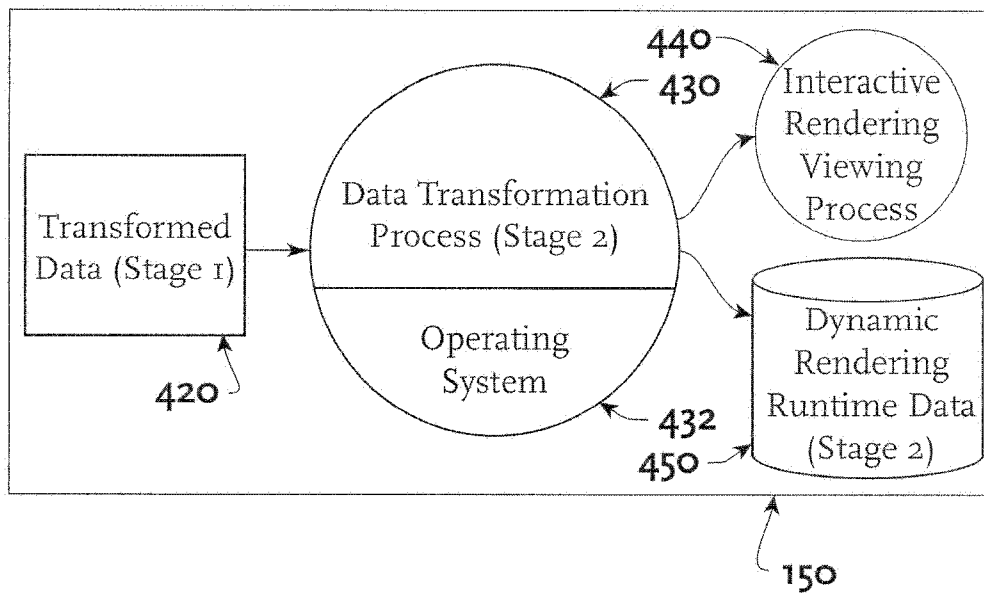 440
430
Interactive
Rendering
Viewing
Process
Data Transformation
Process (Stage 2)
Transformed
Data (Stage 1)
420
Operating
System
432
450
Dynamic
Rendering
Runtime Data
(Stage 2)
150